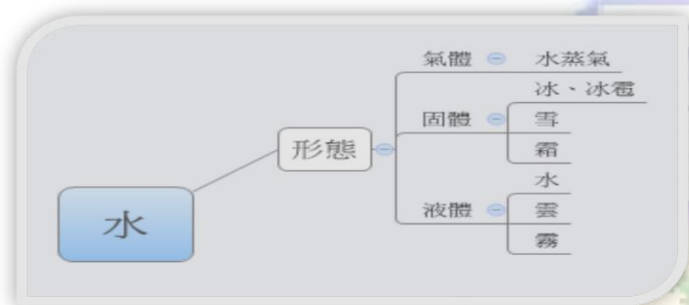 水
形態
氣體
水蒸氣
固體
冰、冰雹
雪
霜
液體
水
雲
霧